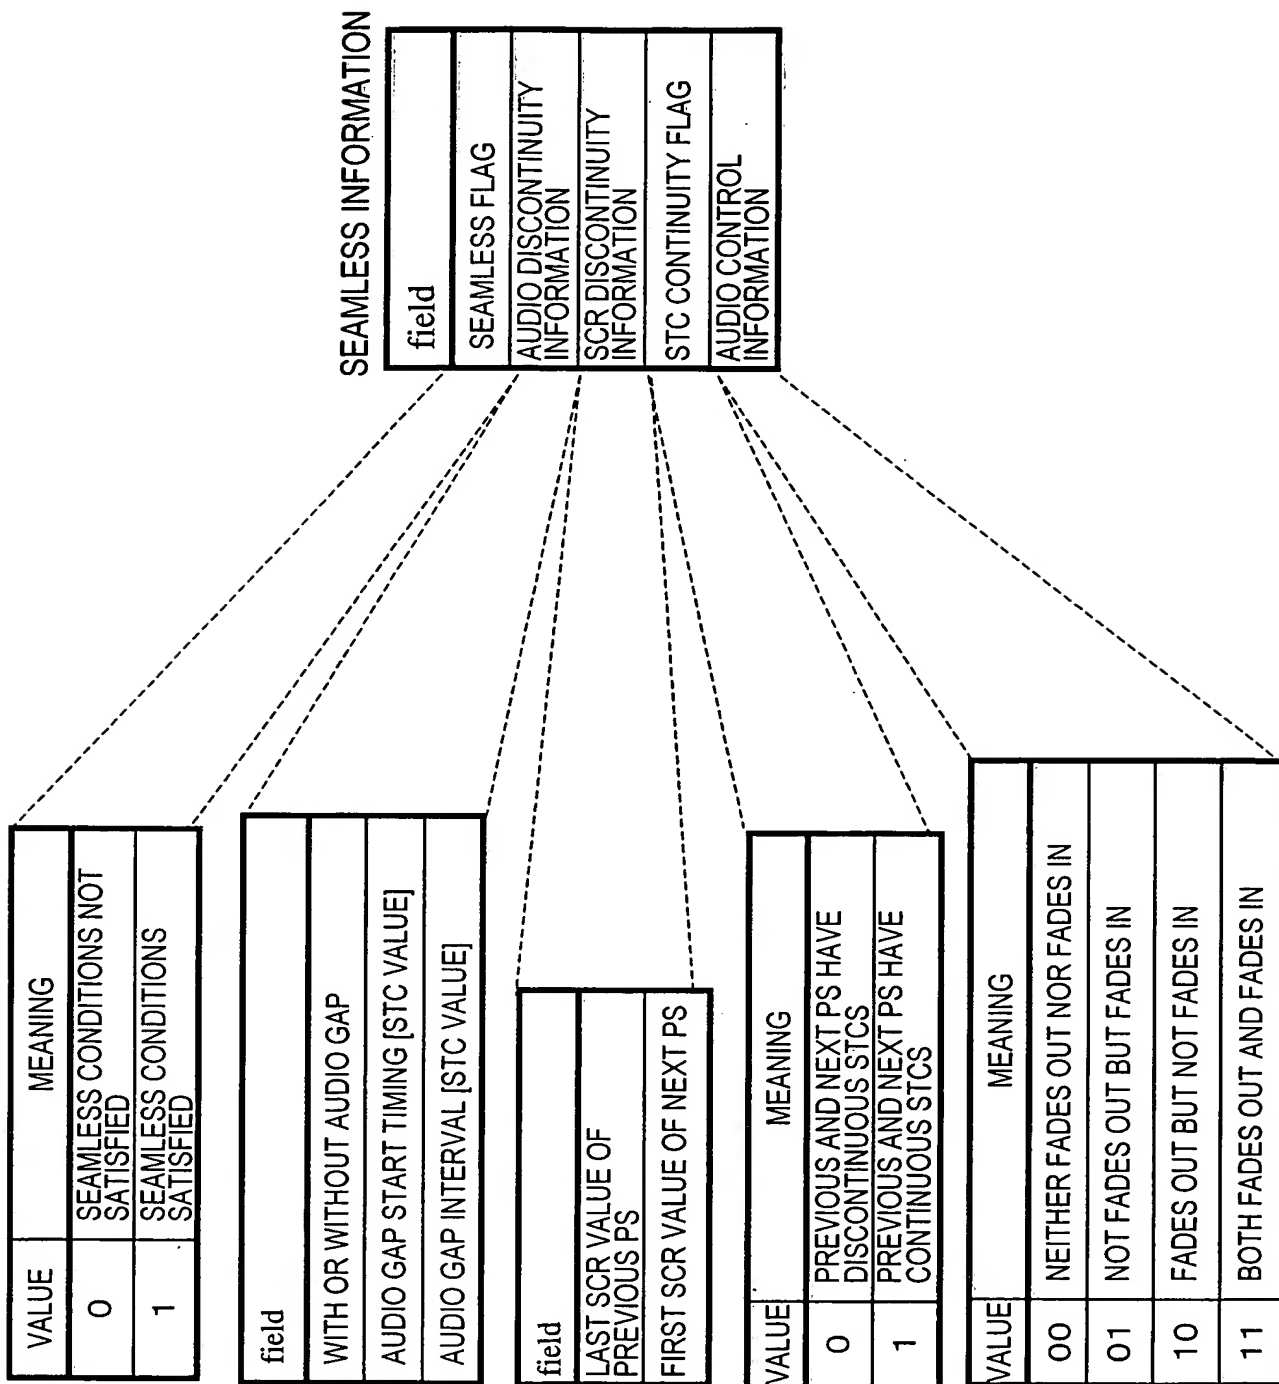 SEAMLESS INFORMATION
field
SEAMLESS FLAG
AUDIO DISCONTINUITY
INFORMATION
SCR DISCONTINUITY
INFORMATION
STC CONTINUITY FLAG
AUDIO CONTROL
INFORMATION
VALUE MEANING
0 SEAMLESS CONDITIONS NOT
SATISFIED
1 SEAMLESS CONDITIONS
SATISFIED
field
WITH OR WITHOUT AUDIO GAP
AUDIO GAP START TIMING [STC VALUE]
AUDIO GAP INTERVAL [STC VALUE]
field
LAST SCR VALUE OF
PREVIOUS PS
FIRST SCR VALUE OF NEXT PS
VALUE MEANING
0 PREVIOUS AND NEXT PS HAVE
DISCONTINUOUS STCS
1 PREVIOUS AND NEXT PS HAVE
CONTINUOUS STCS
VALUE MEANING
00 NEITHER FADES OUT NOR FADES IN
01 NOT FADES OUT BUT FADES IN
10 FADES OUT BUT NOT FADES IN
11 BOTH FADES OUT AND FADES IN